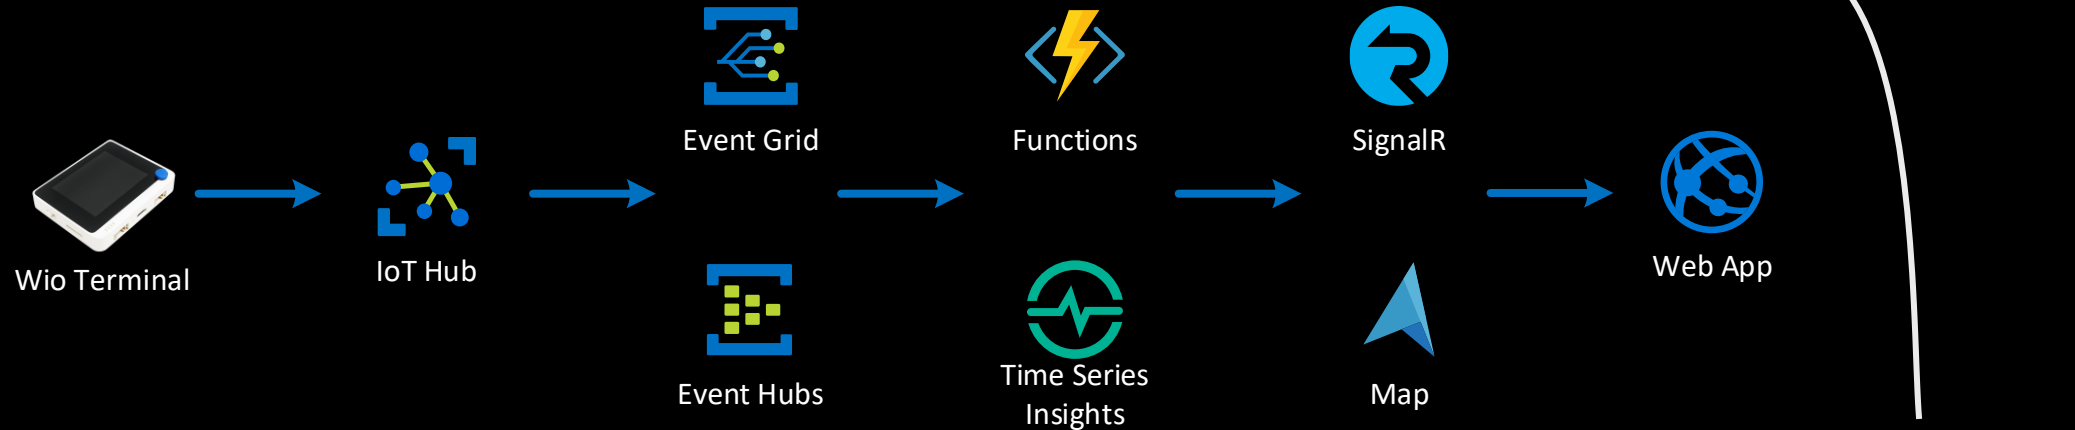 Event Grid
Functions
SignalR
Wio Terminal
IoT Hub
Web App
Event Hubs
Time Series
Insights
Map